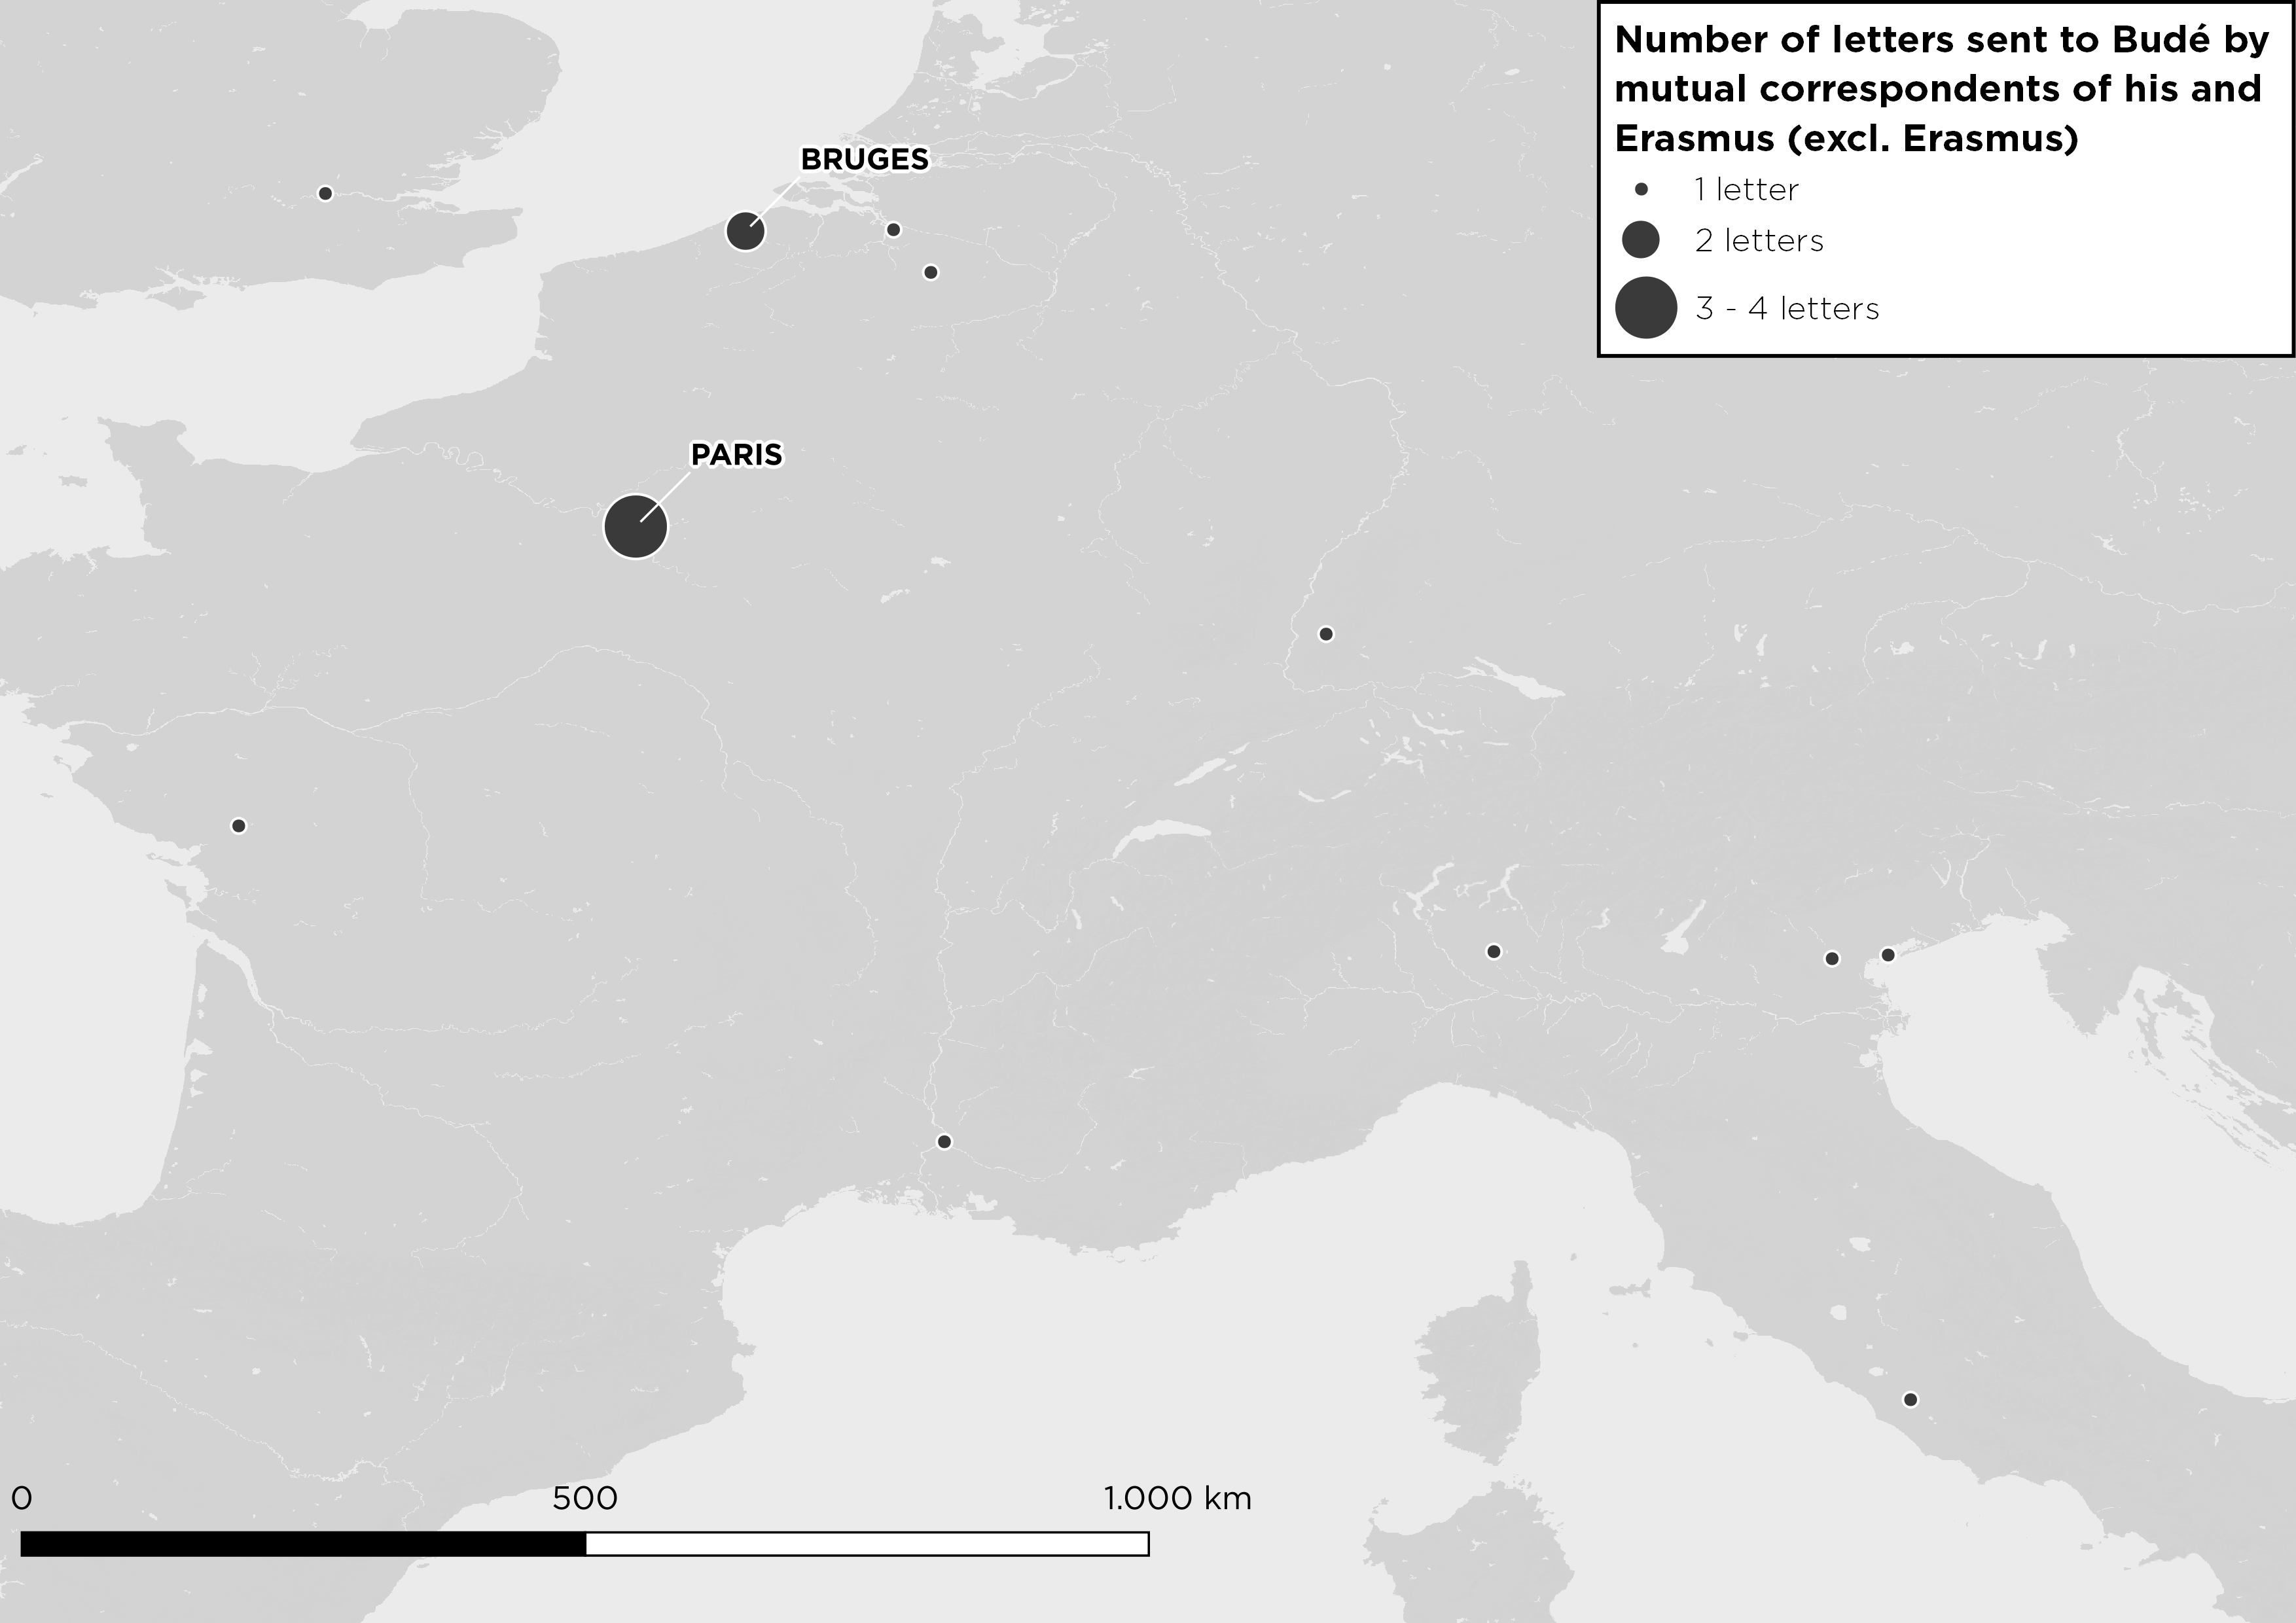 Number of letters sent to Budé by
mutual correspondents of his and
Erasmus (excl. Erasmus)
1 letter
2 letters
3 - 4 letters
BRUGES
PARIS
0 500 1.000 km